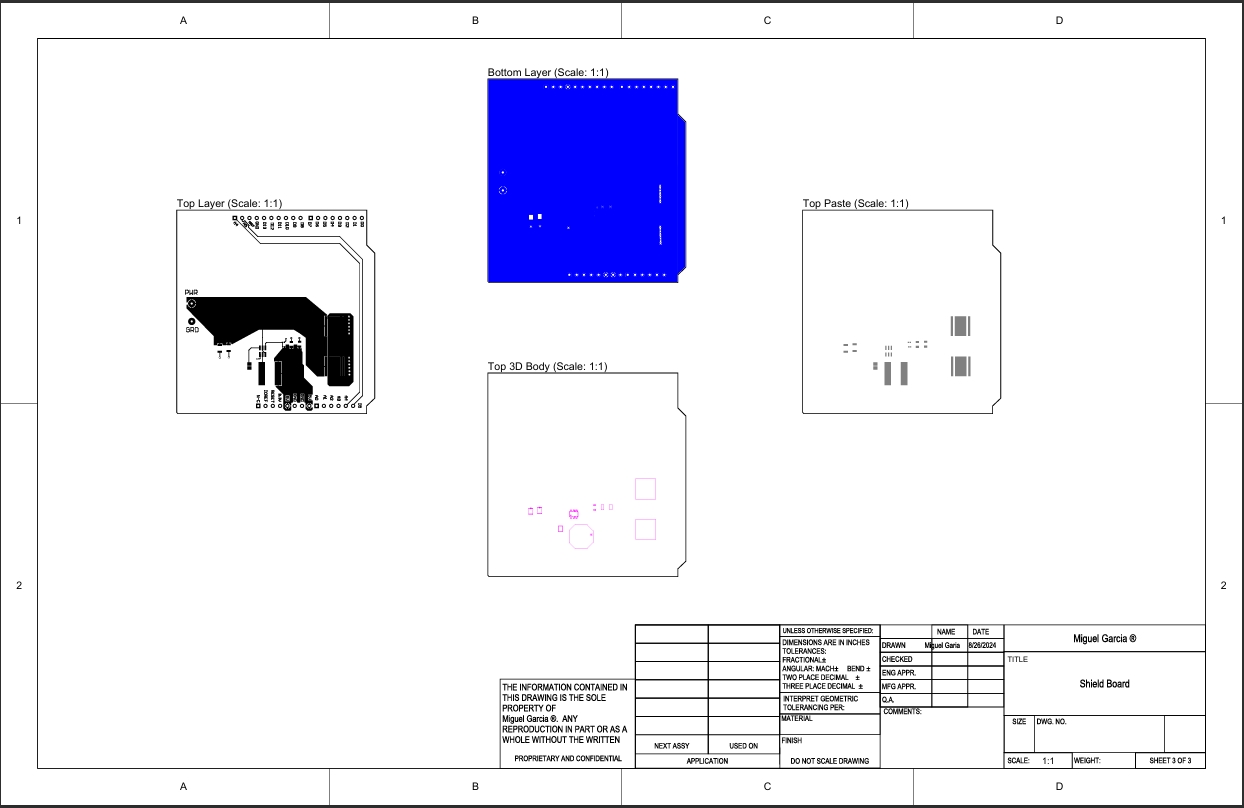 A B C D
Bottom Layer (Scale: 1:1)
Top Layer (Scale: 1:1)
Top Paste (Scale: 1:1)
1 1
PWR
GRD
Top 3D Body (Scale: 1:1)
2 2
THE INFORMATION CONTAINED IN
THIS DRAWING IS THE SOLE
PROPERTY OF
Miguel Garcia ®. ANY
REPRODUCTION IN PART OR AS A
WHOLE WITHOUT THE WRITTEN
PROPRIETARY AND CONFIDENTIAL
NEXT ASSY USED ON
APPLICATION
UNLESS OTHERWISE SPECIFIED:
DIMENSIONS ARE IN INCHES
TOLERANCES:
FRACTIONAL±
ANGULAR: MACH± BEND ±
TWO PLACE DECIMAL ±
THREE PLACE DECIMAL ±
INTERPRET GEOMETRIC
TOLERANCING PER:
MATERIAL
FINISH
DO NOT SCALE DRAWING
NAME DATE
DRAWN Miguel Garia 8/26/2024
CHECKED
ENG APPR.
MFG APPR.
Q.A.
COMMENTS:
Miguel Garcia ®
TITLE
Shield Board
SIZE DWG. NO.
SCALE: 1:1 WEIGHT: SHEET 3 OF 3
A B C D